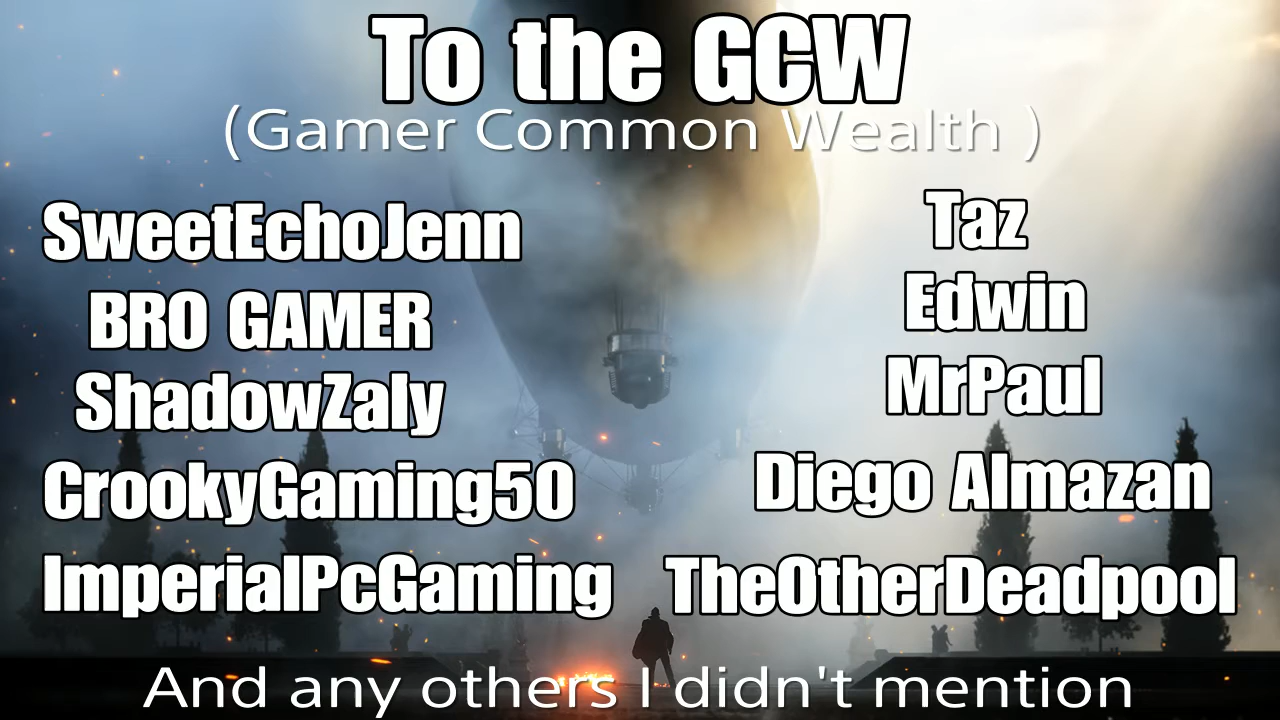 To the GCW
(Gamer Common Wealth )
SweetEchoJenn
BRO GAMER
ShadowZaly
CrookyGaming50
ImperialPcGaming
Taz
Edwin
MrPaul
Diego Almazan
TheOtherDeadpool
And any others I didn't mention